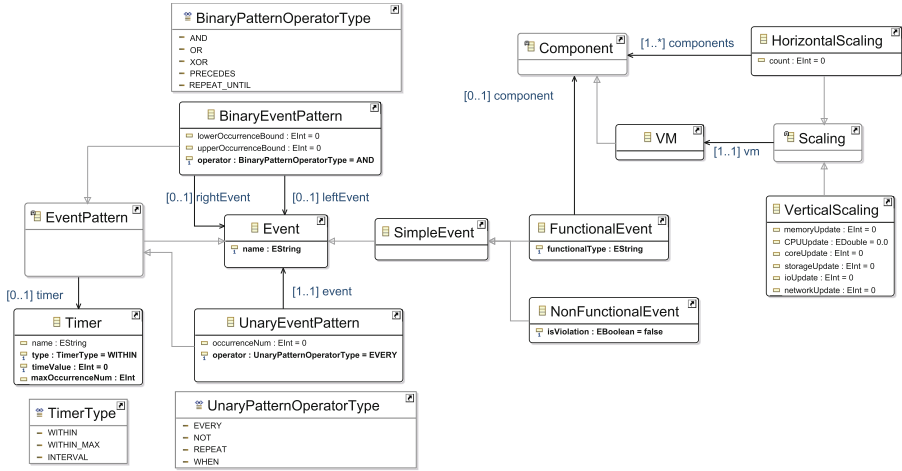 BinaryPatternOperatorType
AND
OR
XOR
PRECEDES
REPEAT_UNTIL
Component
[1..*] components
HorizontalScaling
count : EInt = 0
[0..1] component
BinaryEventPattern
lowerOccurrenceBound : EInt = 0
upperOccurrenceBound : EInt = 0
operator : BinaryPatternOperatorType = AND
VM
[1..1] vm
Scaling
[0..1] rightEvent
[0..1] leftEvent
EventPattern
Event
name : EString
SimpleEvent
FunctionalEvent
functionalType : EString
VerticalScaling
memoryUpdate : EInt = 0
CPUUpdate : EDouble = 0.0
coreUpdate : EInt = 0
storageUpdate : EInt = 0
ioUpdate : EInt = 0
networkUpdate : EInt = 0
[0..1] timer
[1..1] event
Timer
name : EString
type : TimerType = WITHIN
timeValue : EInt = 0
maxOccurrenceNum : EInt
UnaryEventPattern
occurrenceNum : EInt = 0
operator : UnaryPatternOperatorType = EVERY
NonFunctionalEvent
isViolation : EBoolean = false
TimerType
WITHIN
WITHIN_MAX
INTERVAL
UnaryPatternOperatorType
EVERY
NOT
REPEAT
WHEN